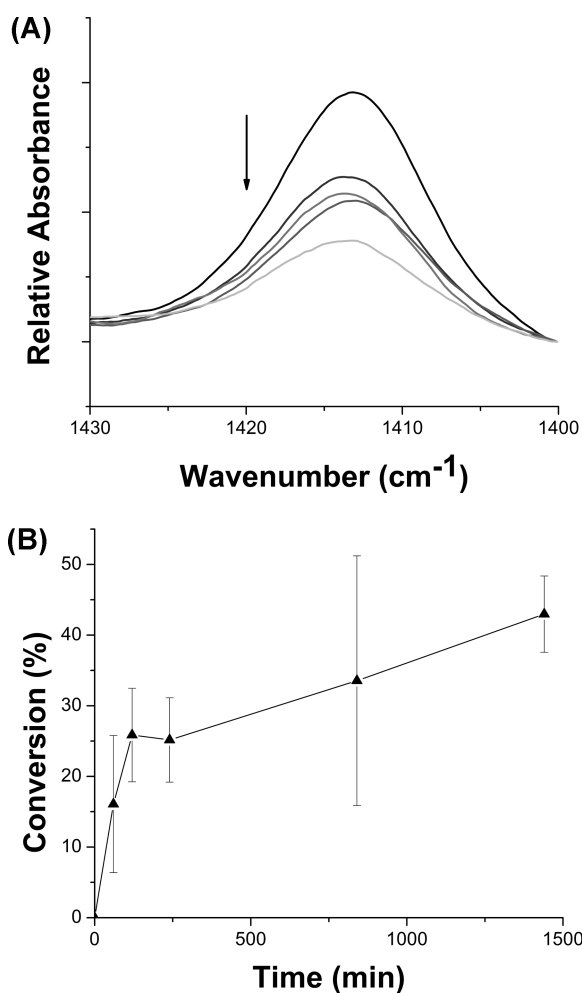 (A)
Relative Absorbance
1430
1420
1410
1400
Wavenumber (cm-1)
(B)
Conversion (%)
50
40
30
20
10
0
0
500
1000
1500
Time (min)